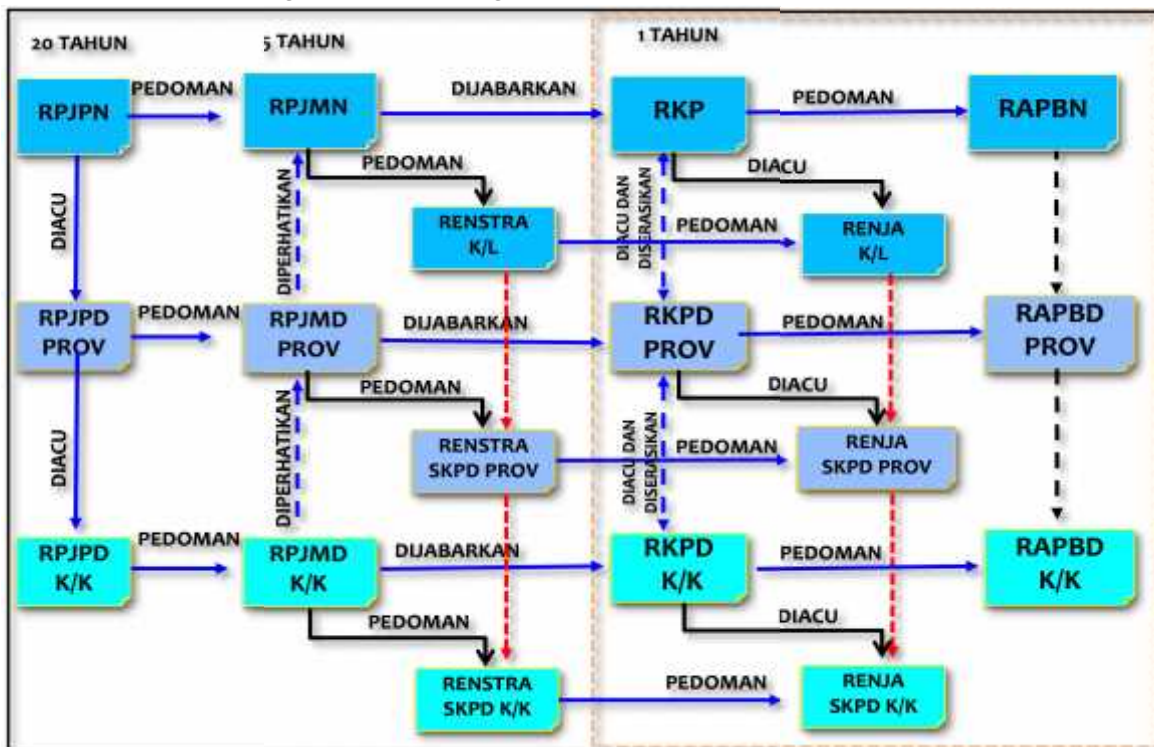 20 TAHUN
5 TAHUN
1 TAHUN
RPJPN
PEDOMAN
RPJMN
DIJABARKAN
RKP
PEDOMAN
RAPBN
DIACU
DIPERHATIKAN
PEDOMAN
RENSTRA
K/L
PEDOMAN
DIACU DAN
DISERASIKAN
DIACU
RENJA
K/L
RPJPD
PROV
PEDOMAN
RPJMD
PROV
DIJABARKAN
RKPD
PROV
PEDOMAN
RAPBD
PROV
DIACU
DIPERHATIKAN
PEDOMAN
RENSTRA
SKPD PROV
PEDOMAN
DIACU DAN
DISERASIKAN
DIACU
RENJA
SKPD PROV
RPJPD
K/K
PEDOMAN
RPJMD
K/K
DIJABARKAN
RKPD
K/K
PEDOMAN
RAPBD
K/K
PEDOMAN
RENSTRA
SKPD K/K
PEDOMAN
DIACU
RENJA
SKPD K/K